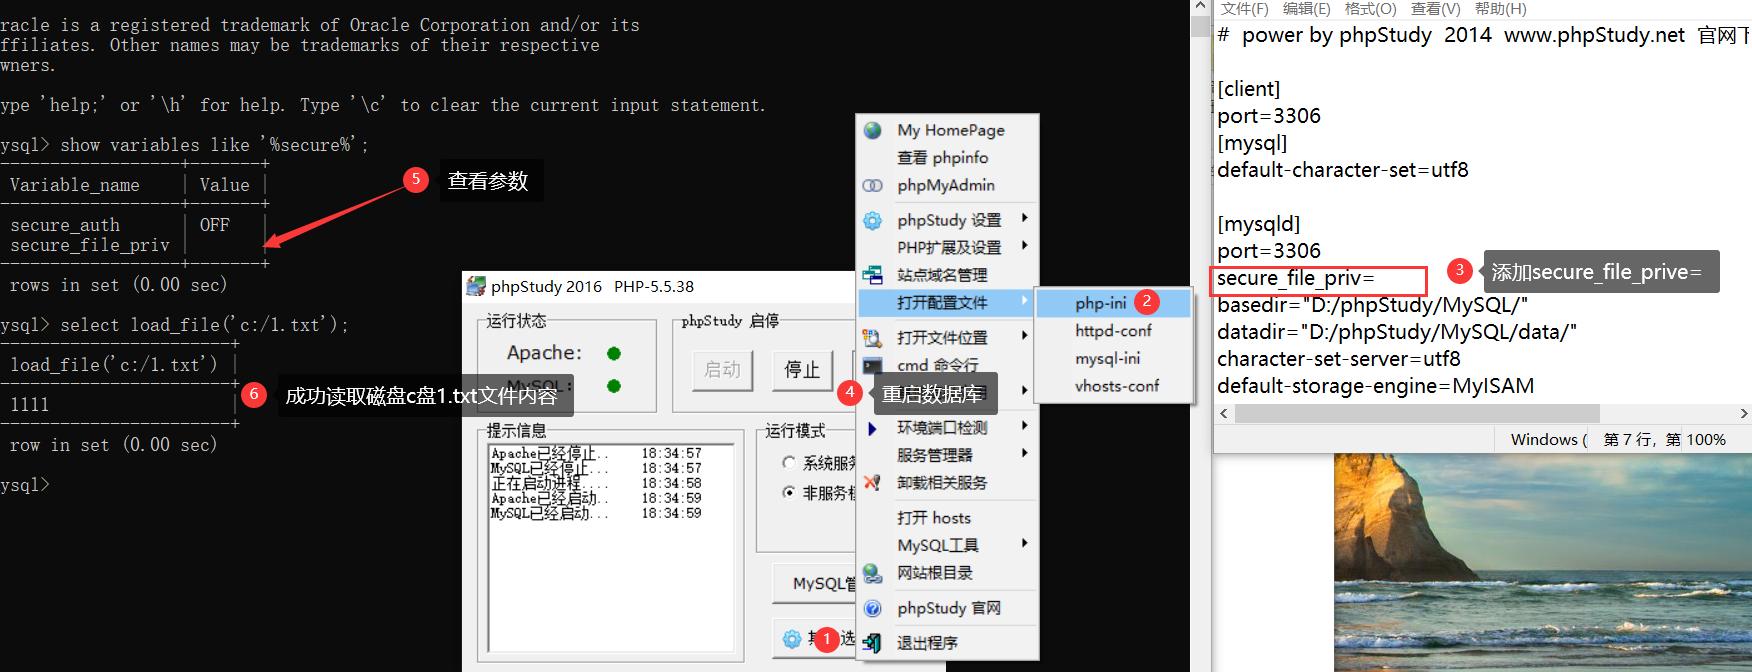 racle is a registered trademark of Oracle Corporation and/or its
ffiliates. Other names may be trademarks of their respective
wners.
ype 'help;' or '\h' for help. Type '\c' to clear the current input statement.
ysql> show variables like '%secure%';
Variable_name | Value |
secure_auth | OFF |
secure_file_priv | |
rows in set (0.00 sec)
ysql> select load_file('c:/1.txt');
load_file('c:/1.txt') |
1111 |
row in set (0.00 sec)
ysql>
5 查看参数
6 成功读取磁盘c盘1.txt文件内容
phpStudy 2016 PHP-5.5.38
运行状态
Apache:
MySQL:
phpStudy 启停
启动
停止
4 重启数据库
提示信息
Apache已经停止.. 18:34:57
MySQL已经停止... 18:34:57
正在启动进程.... 18:34:58
Apache已经启动.. 18:34:59
MySQL已经启动... 18:34:59
运行模式
系统服务
非服务模
MySQL管
1
My HomePage
查看 phpinfo
phpMyAdmin
phpStudy 设置
PHP扩展及设置
站点域名管理
打开配置文件
打开文件位置
cmd 命令行
环境端口检测
服务管理器
卸载相关服务
打开 hosts
MySQL工具
网站根目录
phpStudy 官网
退出程序
php-ini 2
httpd-conf
mysql-ini
vhosts-conf
文件(F) 编辑(E) 格式(O) 查看(V) 帮助(H)
# power by phpStudy 2014 www.phpStudy.net 官网下
[client]
port=3306
[mysql]
default-character-set=utf8
[mysqld]
port=3306
secure_file_priv=
3 添加secure_file_prive=
basedir="D:/phpStudy/MySQL/"
datadir="D:/phpStudy/MySQL/data/"
character-set-server=utf8
default-storage-engine=MyISAM
Windows ( 第 7 行，第 100%